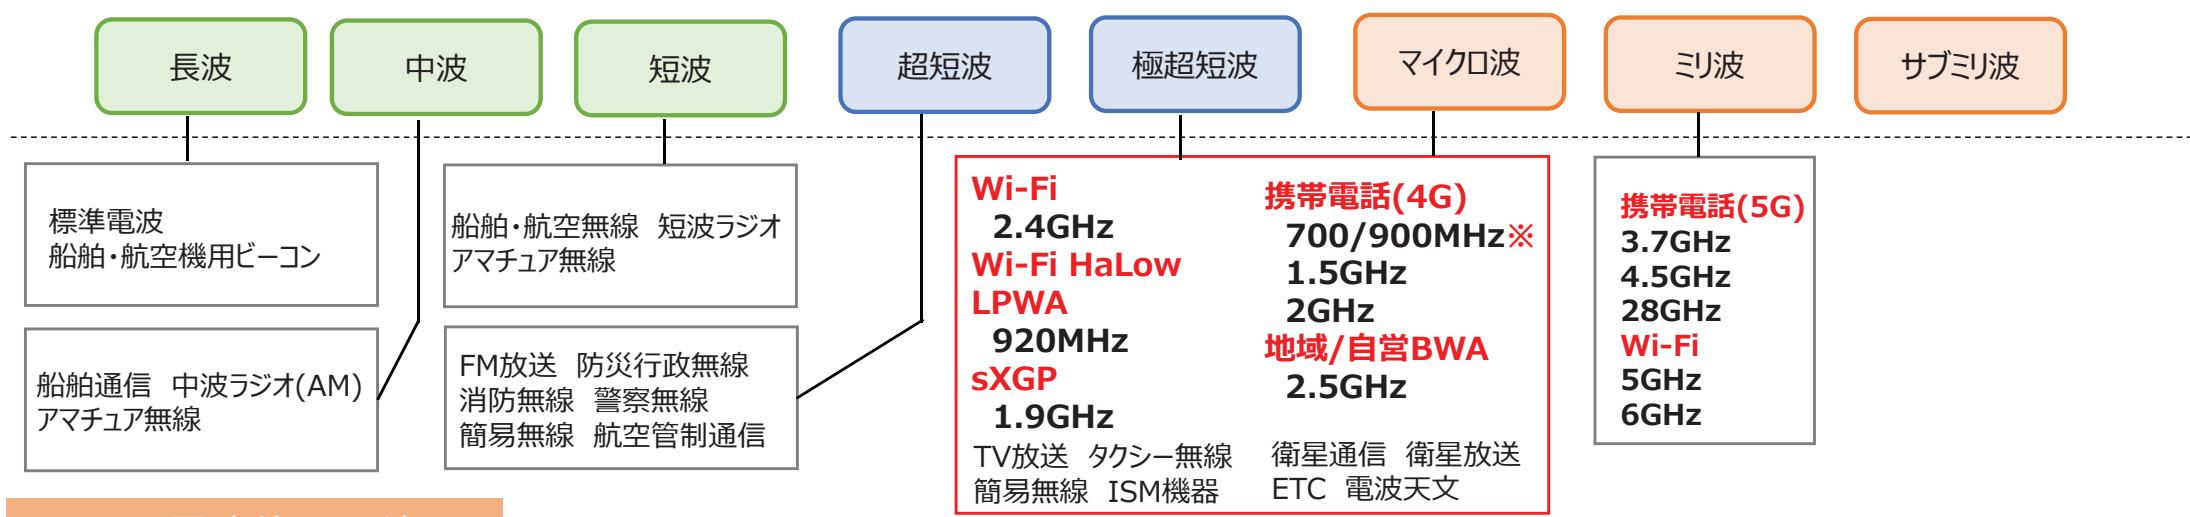 長波
中波
短波
超短波
極超短波
マイクロ波
ミリ波
サブミリ波
標準電波
船舶・航空機用ビーコン
船舶通信 中波ラジオ(AM)
アマチュア無線
船舶・航空無線 短波ラジオ
アマチュア無線
FM放送 防災行政無線
消防無線 警察無線
簡易無線 航空管制通信
Wi-Fi
2.4GHz
Wi-Fi HaLow
LPWA
920MHz
sXGP
1.9GHz
TV放送 タクシー無線
簡易無線 ISM機器
携帯電話(4G)
700/900MHz※
1.5GHz
2GHz
地域/自営BWA
2.5GHz
衛星通信 衛星放送
ETC 電波天文
携帯電話(5G)
3.7GHz
4.5GHz
28GHz
Wi-Fi
5GHz
6GHz